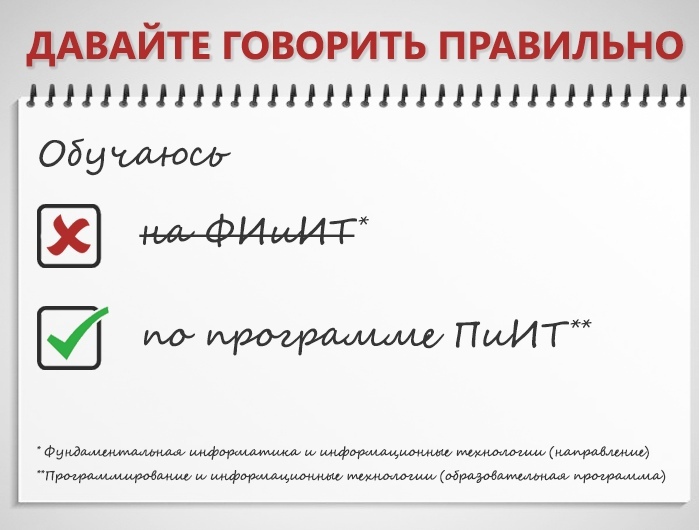 ДАВАЙТЕ ГОВОРИТЬ ПРАВИЛЬНО
Обучаюсь
на ФИиИТ*
по программе ПиИТ**
* Фундаментальная информатика и информационные технологии (направление)
**Программирование и информационные технологии (образовательная программа)